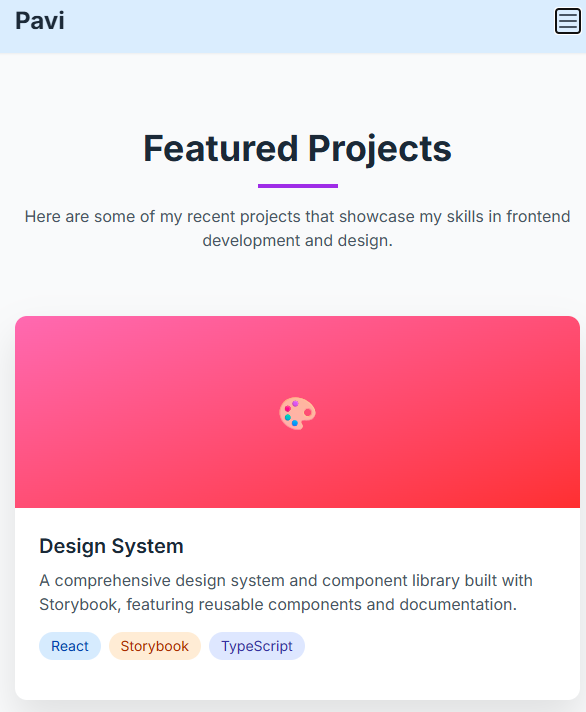 Pavi
Featured Projects
Here are some of my recent projects that showcase my skills in frontend
development and design.
Design System
A comprehensive design system and component library built with
Storybook, featuring reusable components and documentation.
React Storybook TypeScript